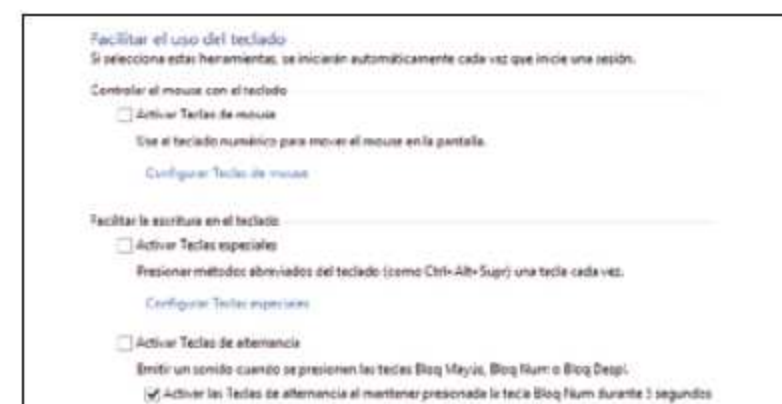 Facilitar el uso del teclado
Si selecciona estas herramientas, se iniciarán automáticamente cada vez que inicie una sesión.
Controlar el mouse con el teclado
Activar Teclas de mouse
Use el teclado numérico para mover el mouse en la pantalla.
Configurar Teclas de mouse
Facilitar la escritura en el teclado
Activar Teclas especiales
Presionar métodos abreviados del teclado (como Ctrl+Alt+Supr) una tecla cada vez.
Configurar Teclas especiales
Activar Teclas de alternancia
Emitir un sonido cuando se presionen las teclas Bloq Mayús, Bloq Num o Bloq Despl.
Activar las Teclas de alternancia al mantener presionada la tecla Bloq Num durante 5 segundos